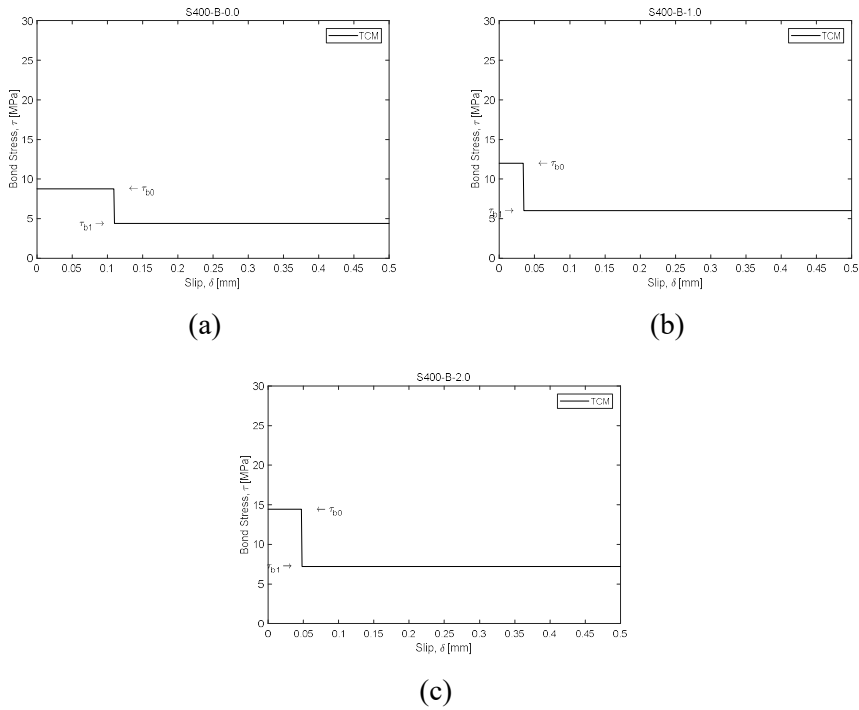 S400-B-0.0
TCM
Bond Stress, τ [MPa]
30
25
20
15
10
5
0
← τb0
τb1 →
0 0.05 0.1 0.15 0.2 0.25 0.3 0.35 0.4 0.45 0.5
Slip, δ [mm]
(a)
S400-B-1.0
TCM
Bond Stress, τ [MPa]
30
25
20
15
10
5
0
← τb0
τb1 →
0 0.05 0.1 0.15 0.2 0.25 0.3 0.35 0.4 0.45 0.5
Slip, δ [mm]
(b)
S400-B-2.0
TCM
Bond Stress, τ [MPa]
30
25
20
15
10
5
0
← τb0
τb1 →
0 0.05 0.1 0.15 0.2 0.25 0.3 0.35 0.4 0.45 0.5
Slip, δ [mm]
(c)